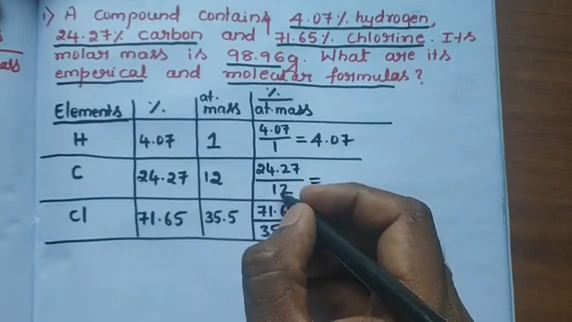 i) A compound contains 4.07% hydrogen,
24.27% carbon and 71.65% chlorine. Its
molar mass is 98.96g. What are its
emperical and molecular formulas?
Elements % at. mass %/at.mass
H 4.07 1 4.07/1 = 4.07
C 24.27 12 24.27/12 =
Cl 71.65 35.5